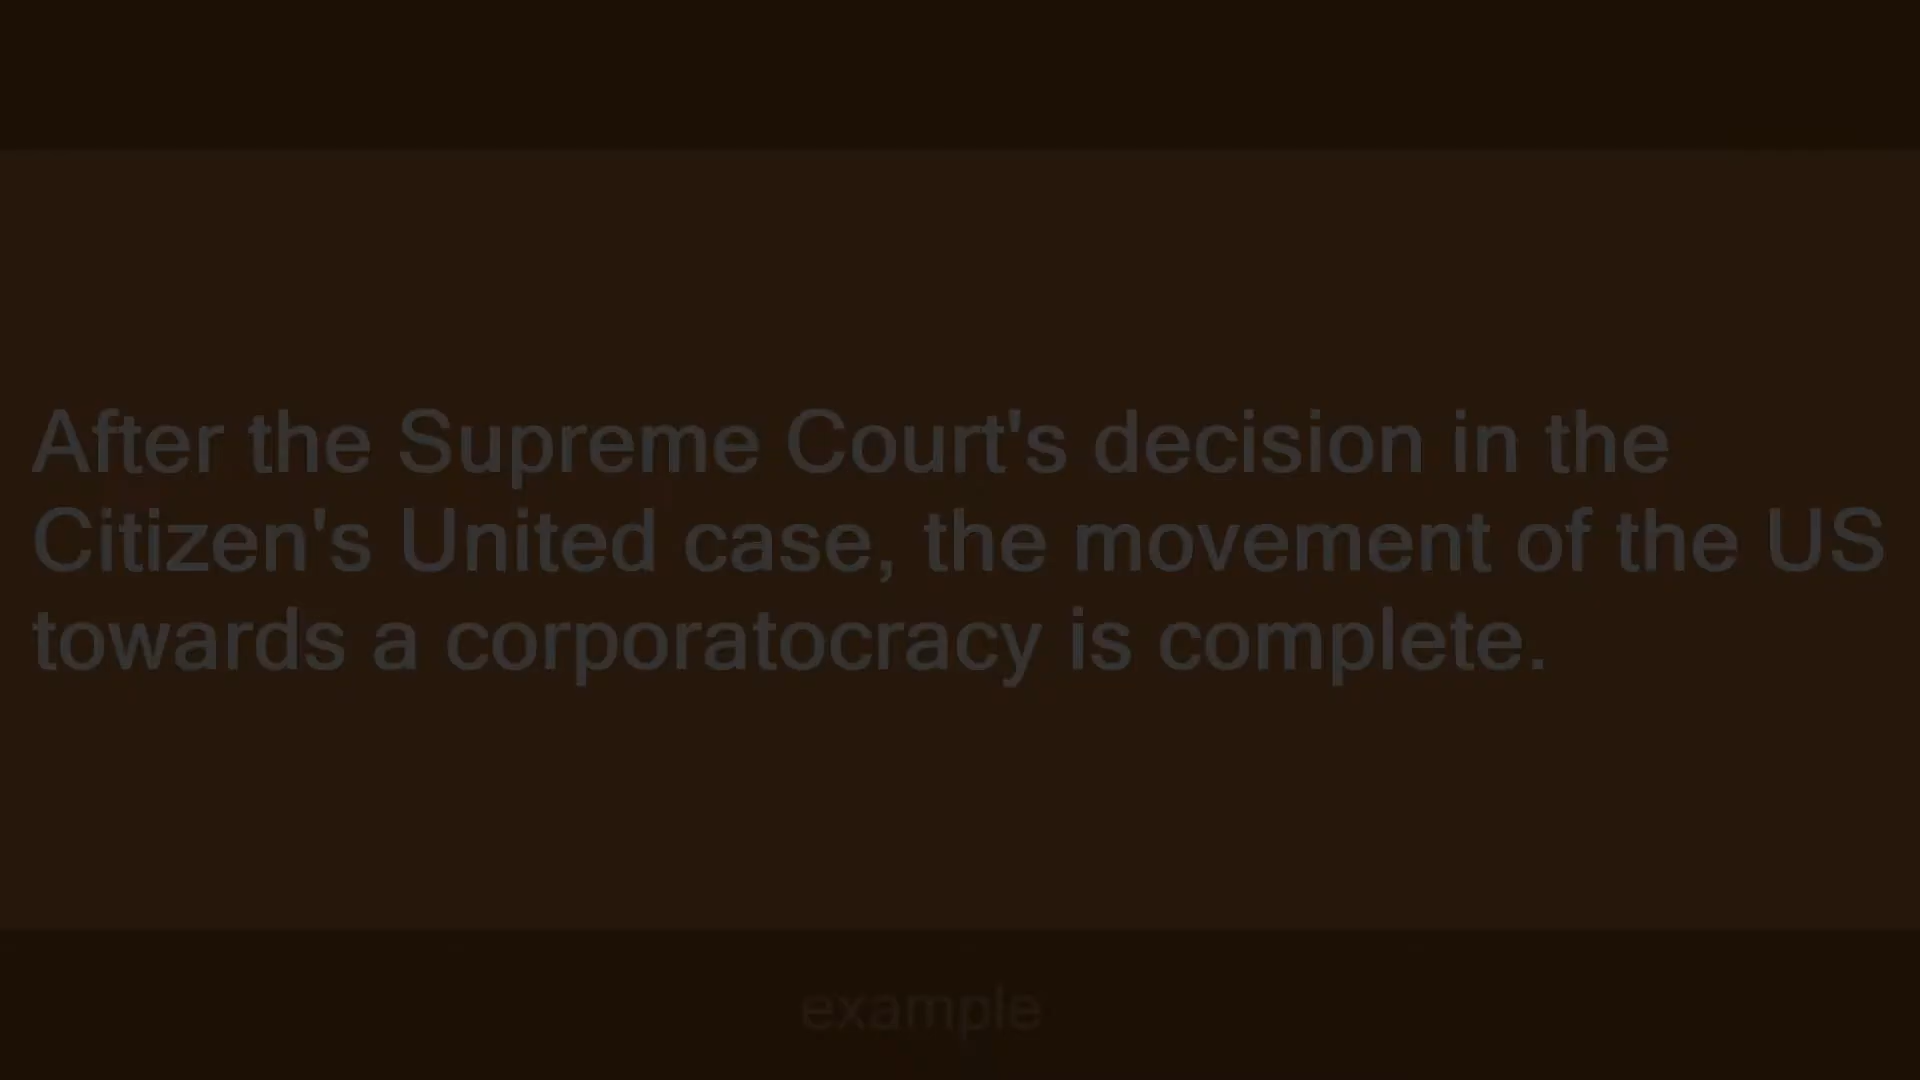 After the Supreme Court's decision in the
Citizen's United case, the movement of the US
towards a corporatocracy is complete.
example